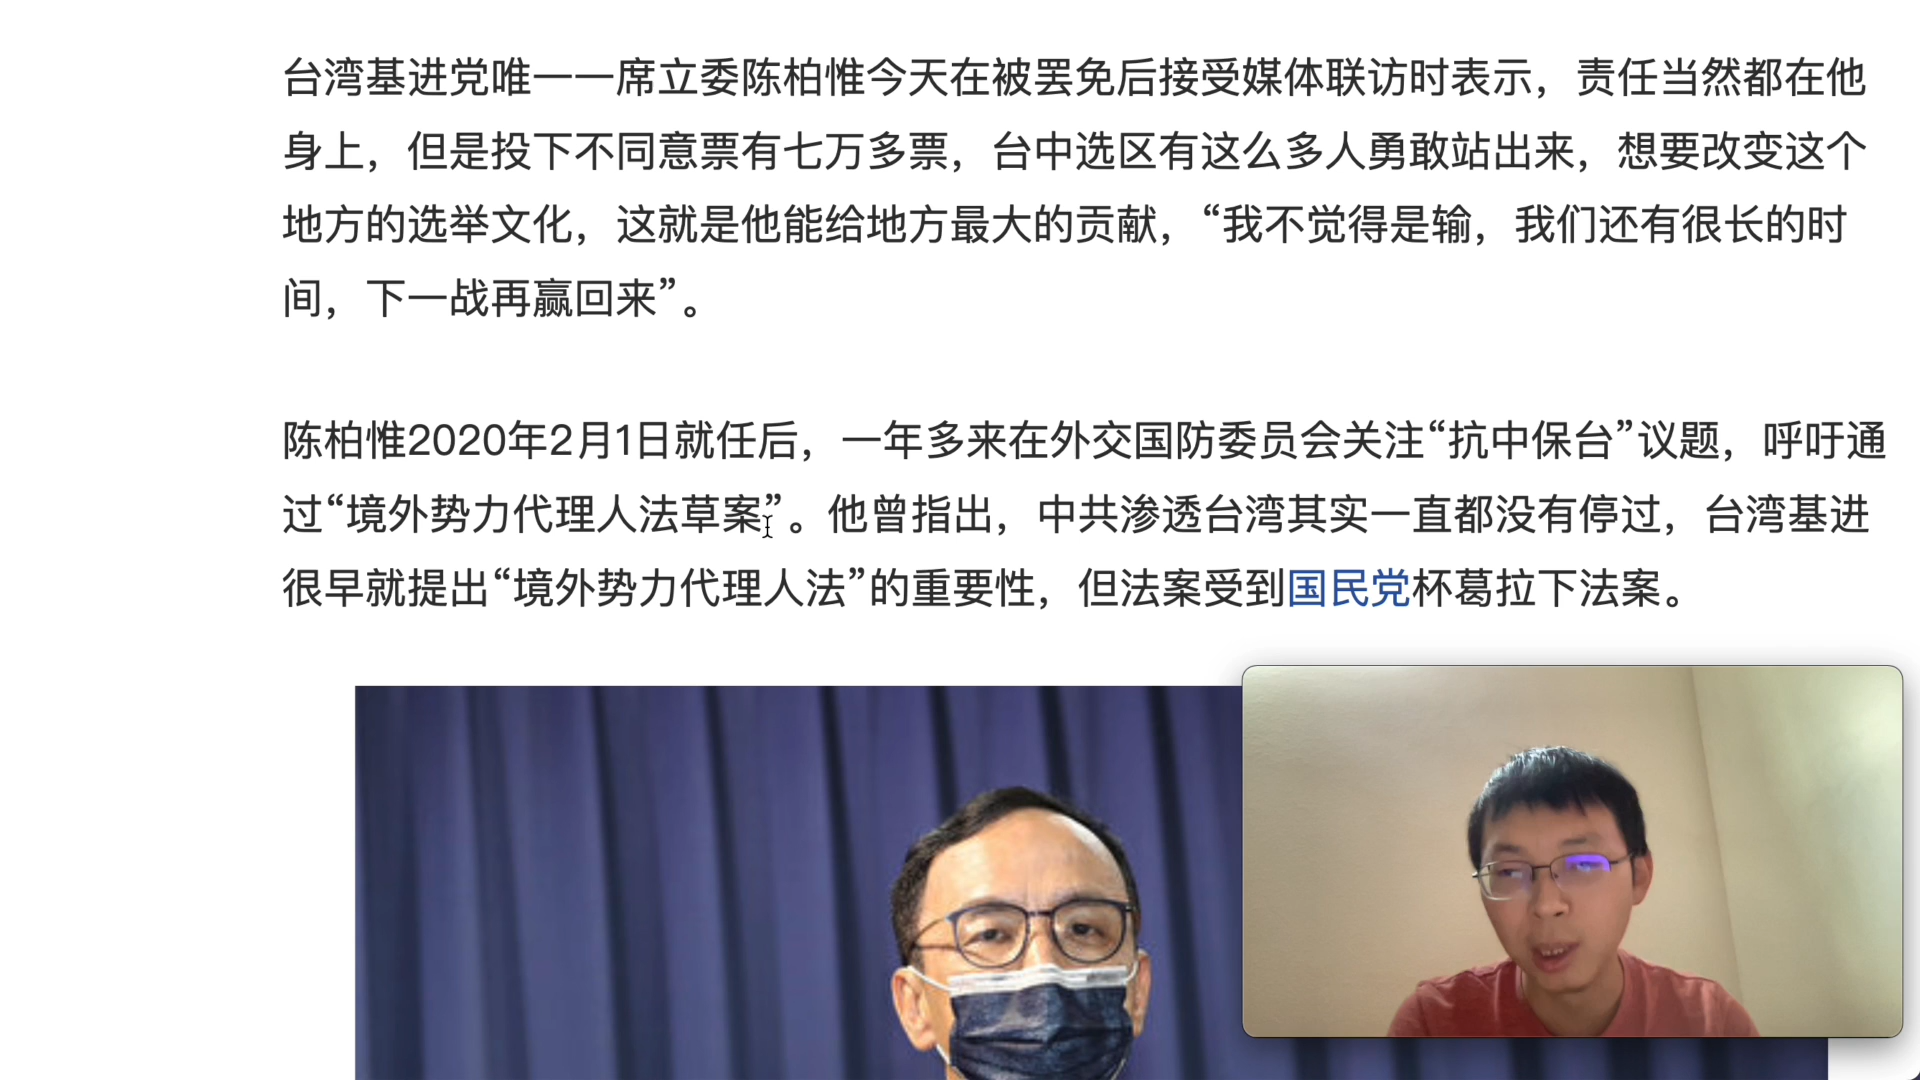 台湾基进党唯一一席立委陈柏惟今天在被罢免后接受媒体联访时表示，责任当然都在他
身上，但是投下不同意票有七万多票，台中选区有这么多人勇敢站出来，想要改变这个
地方的选举文化，这就是他能给地方最大的贡献，“我不觉得是输，我们还有很长的时
间，下一战再赢回来”。
陈柏惟2020年2月1日就任后，一年多来在外交国防委员会关注“抗中保台”议题，呼吁通
过“境外势力代理人法草案”。他曾指出，中共渗透台湾其实一直都没有停过，台湾基进
很早就提出“境外势力代理人法”的重要性，但法案受到国民党杯葛拉下法案。